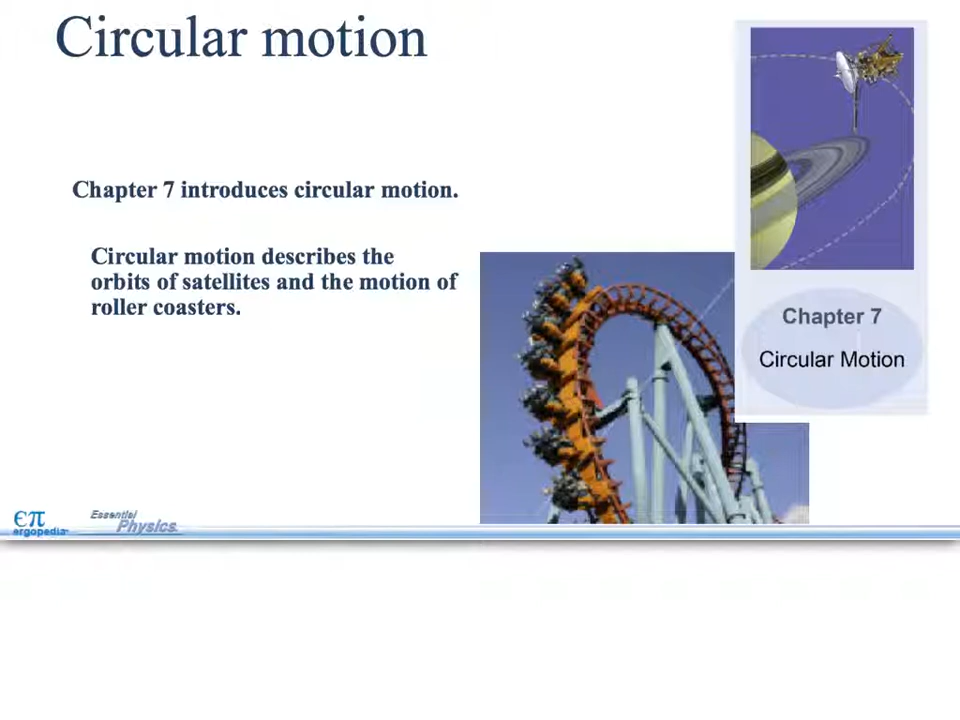 Circular motion
Chapter 7 introduces circular motion.
Circular motion describes the
orbits of satellites and the motion of
roller coasters.
Chapter 7
Circular Motion
επ
ergopedia
Essential
Physics